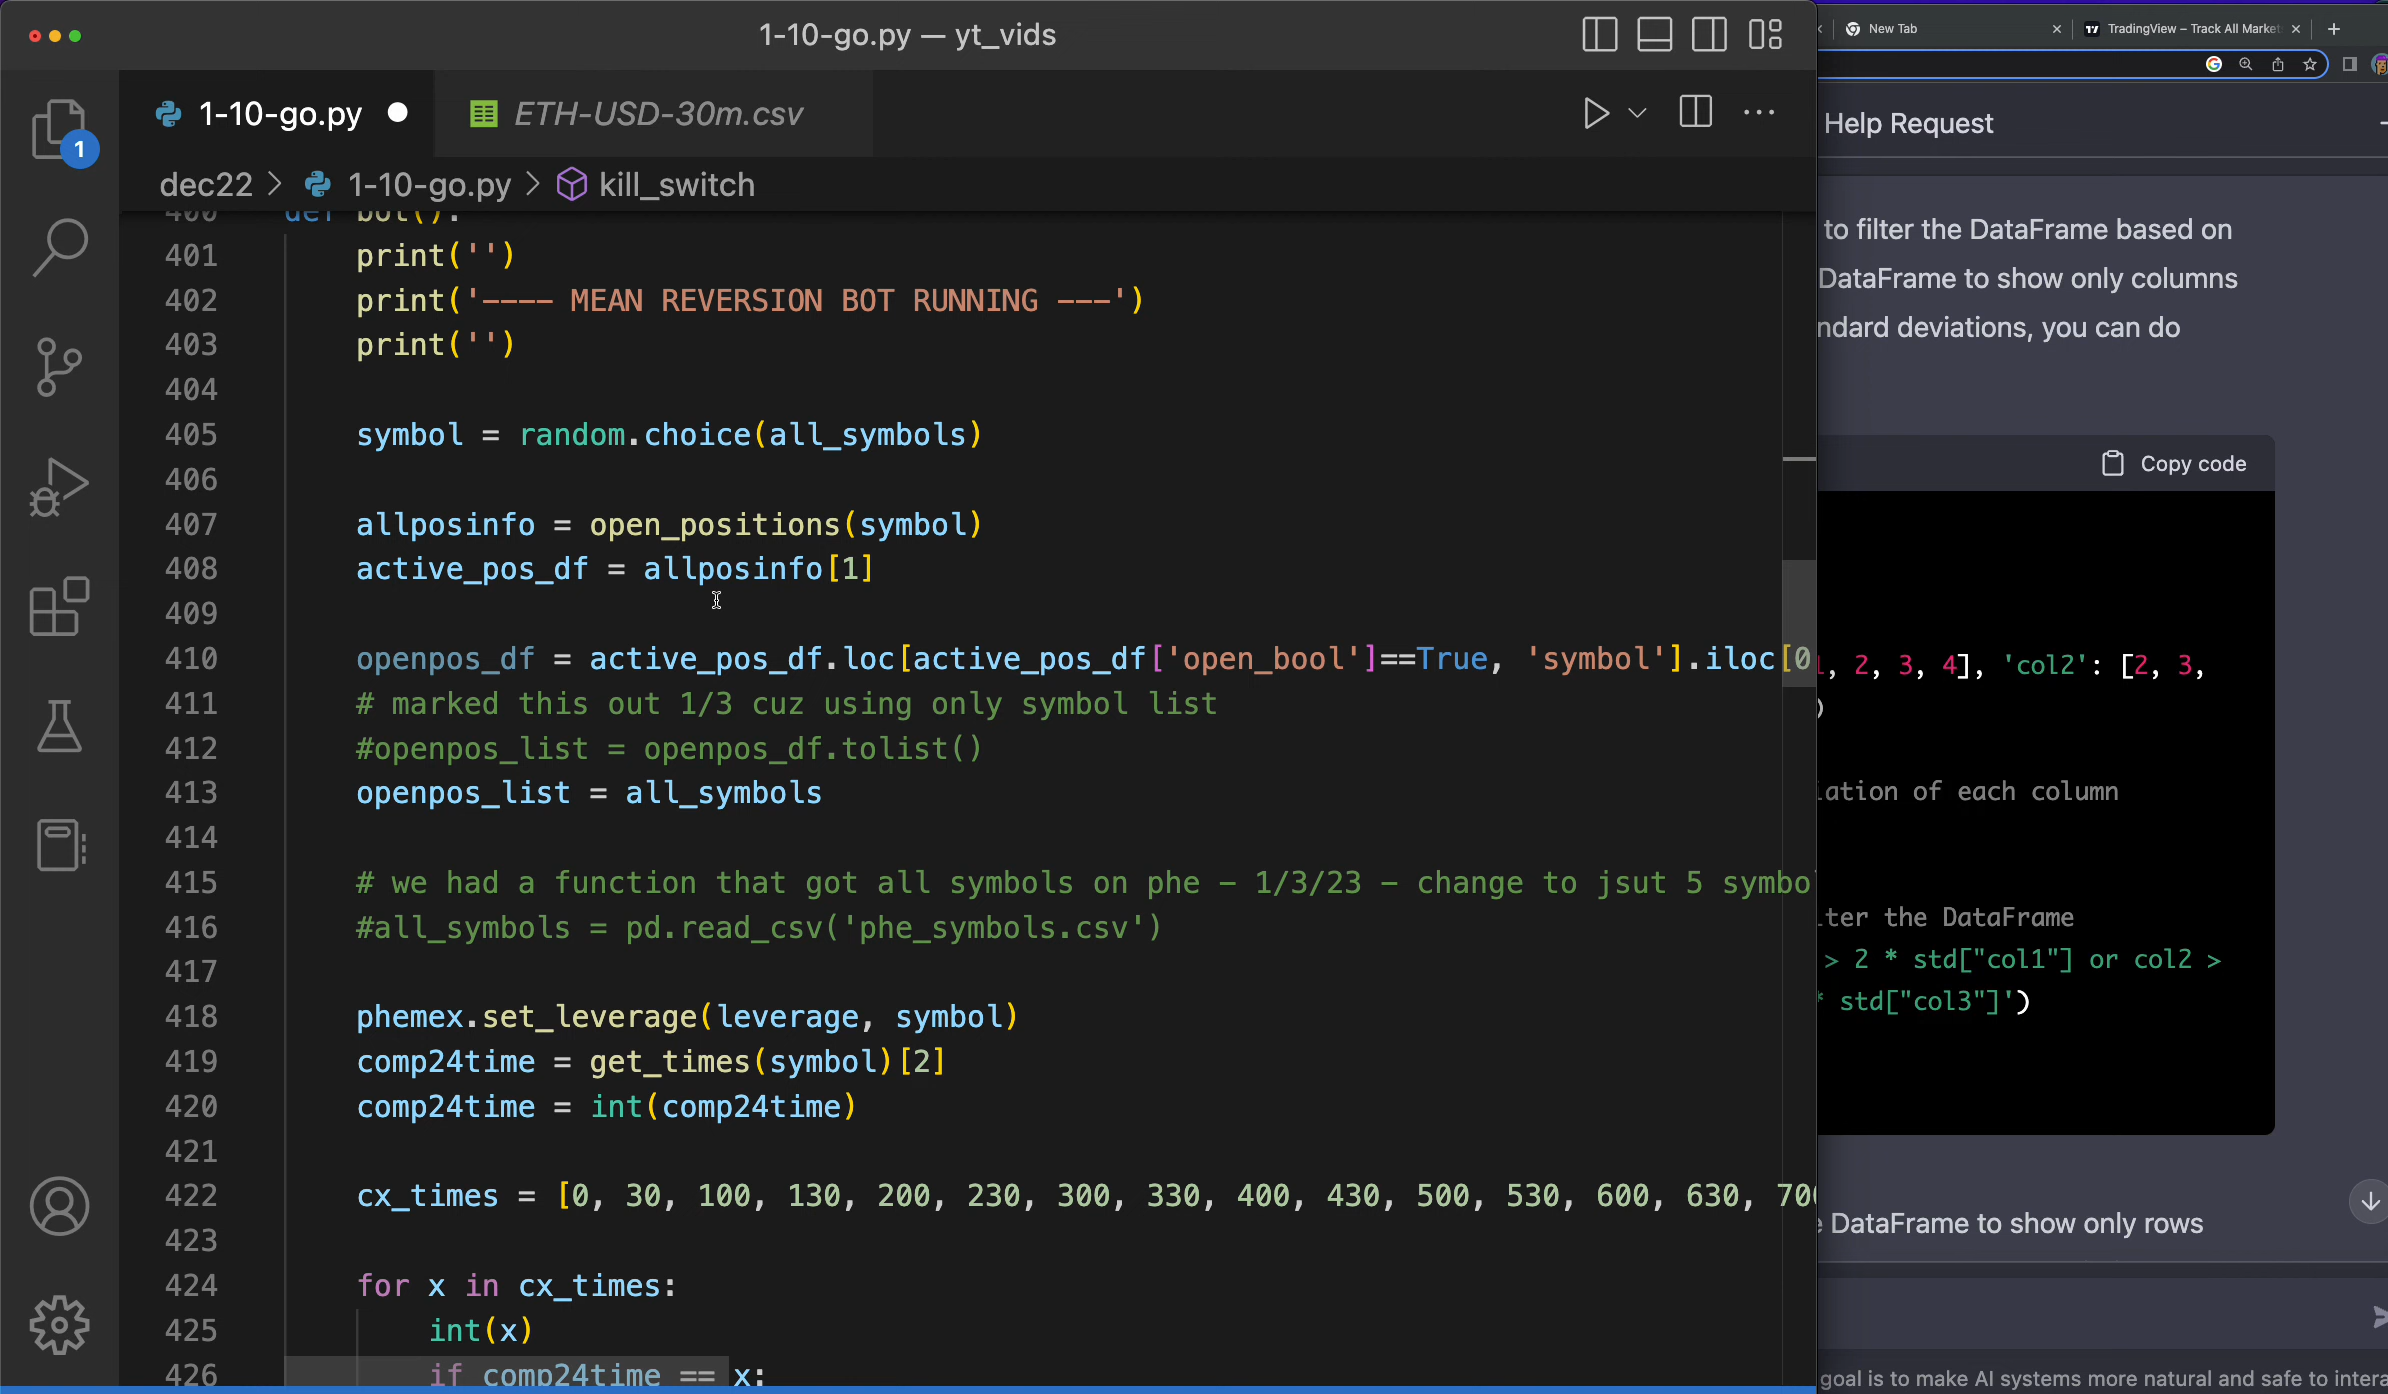 1-10-go.py — yt_vids
1-10-go.py
ETH-USD-30m.csv
dec22 > 1-10-go.py > kill_switch
1
400 def bot():
401 print('')
402 print('---- MEAN REVERSION BOT RUNNING ---')
403 print('')
404
405 symbol = random.choice(all_symbols)
406
407 allposinfo = open_positions(symbol)
408 active_pos_df = allposinfo[1]
409
410 openpos_df = active_pos_df.loc[active_pos_df['open_bool']==True, 'symbol'].iloc[0
411 # marked this out 1/3 cuz using only symbol list
412 #openpos_list = openpos_df.tolist()
413 openpos_list = all_symbols
414
415 # we had a function that got all symbols on phe - 1/3/23 - change to jsut 5 symbo
416 #all_symbols = pd.read_csv('phe_symbols.csv')
417
418 phemex.set_leverage(leverage, symbol)
419 comp24time = get_times(symbol)[2]
420 comp24time = int(comp24time)
421
422 cx_times = [0, 30, 100, 130, 200, 230, 300, 330, 400, 430, 500, 530, 600, 630, 700
423
424 for x in cx_times:
425 int(x)
426 if comp24time == x:
New Tab
TradingView – Track All Market
Help Request
to filter the DataFrame based on
DataFrame to show only columns
ndard deviations, you can do
Copy code
, 2, 3, 4], 'col2': [2, 3,
)
ation of each column
ter the DataFrame
> 2 * std["col1"] or col2 >
* std["col3"]')
DataFrame to show only rows
goal is to make AI systems more natural and safe to intera